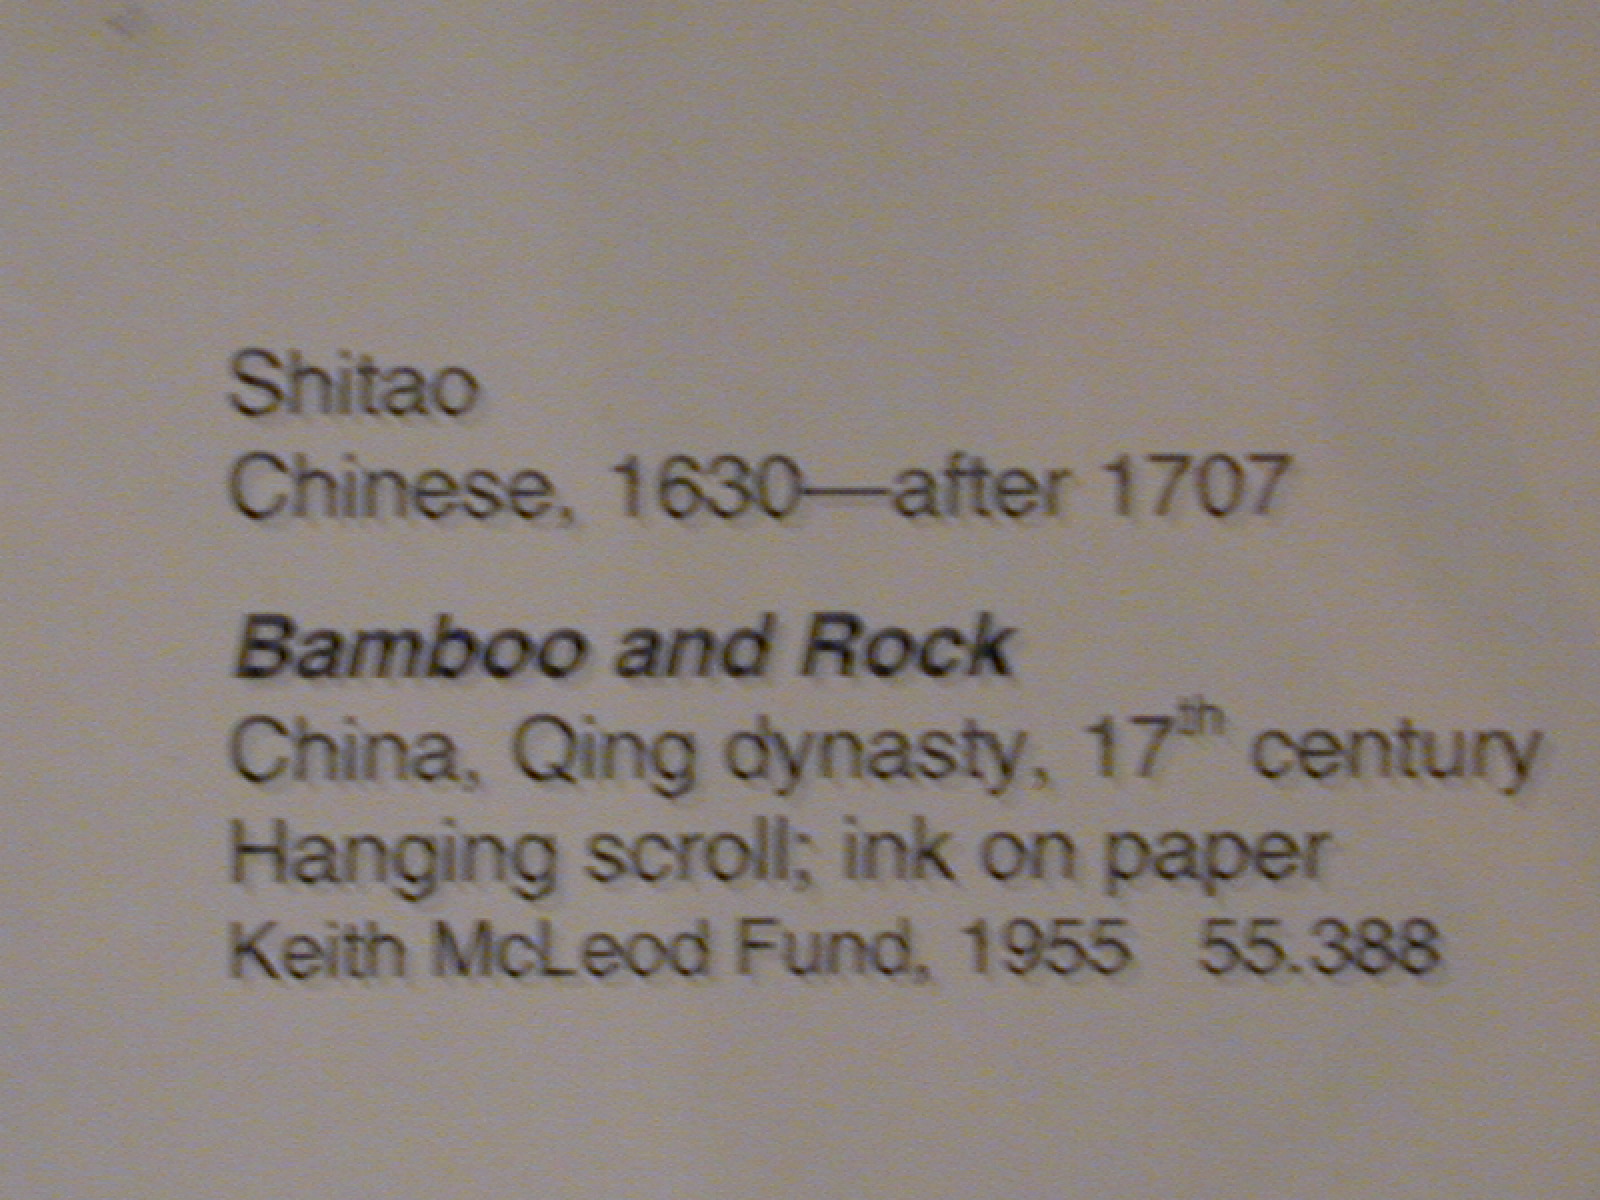 Shitao
Chinese, 1630—after 1707
Bamboo and Rock
China, Qing dynasty, 17th century
Hanging scroll; ink on paper
Keith McLeod Fund, 1955 55.388